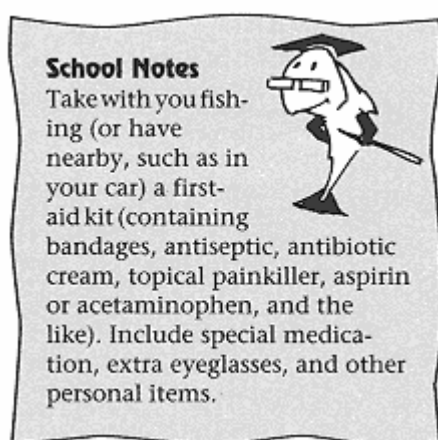 School Notes
Take with you fish-
ing (or have
nearby, such as in
your car) a first-
aid kit (containing
bandages, antiseptic, antibiotic
cream, topical painkiller, aspirin
or acetaminophen, and the
like). Include special medica-
tion, extra eyeglasses, and other
personal items.